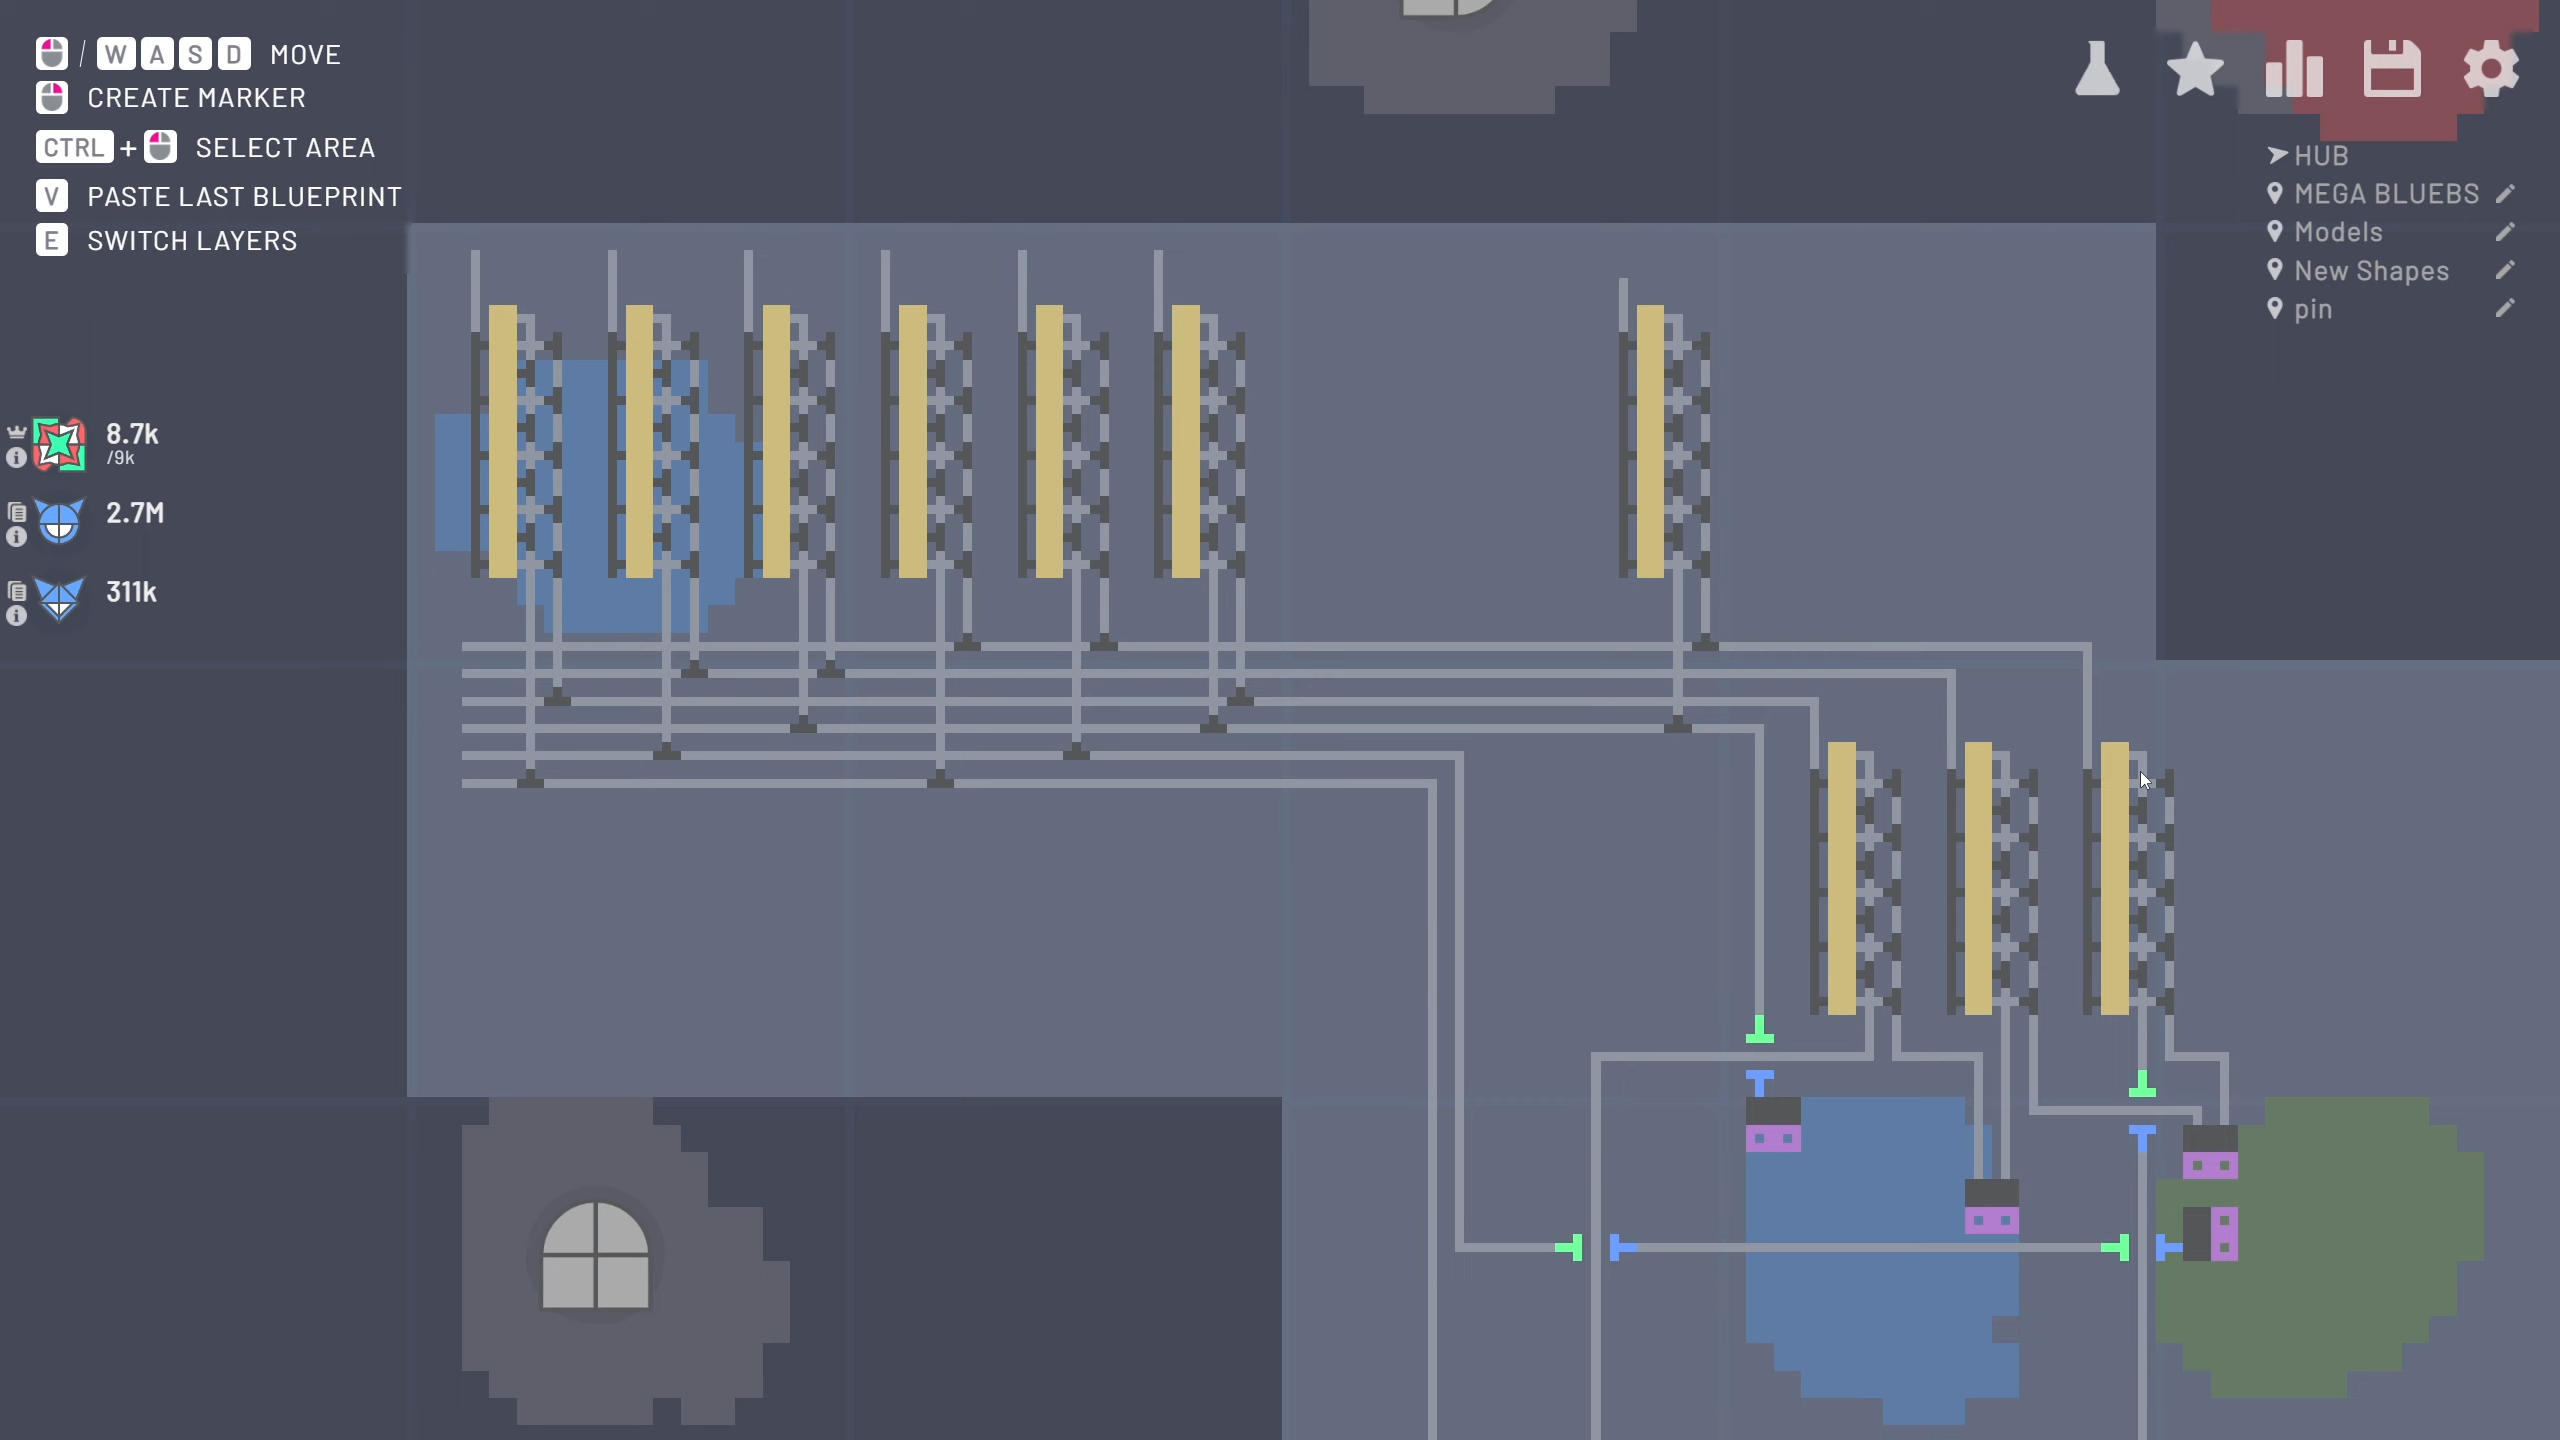 / W A S D MOVE
CREATE MARKER
CTRL + SELECT AREA
V PASTE LAST BLUEPRINT
E SWITCH LAYERS
HUB
MEGA BLUEBS
Models
New Shapes
pin
8.7k
/9k
2.7M
311k